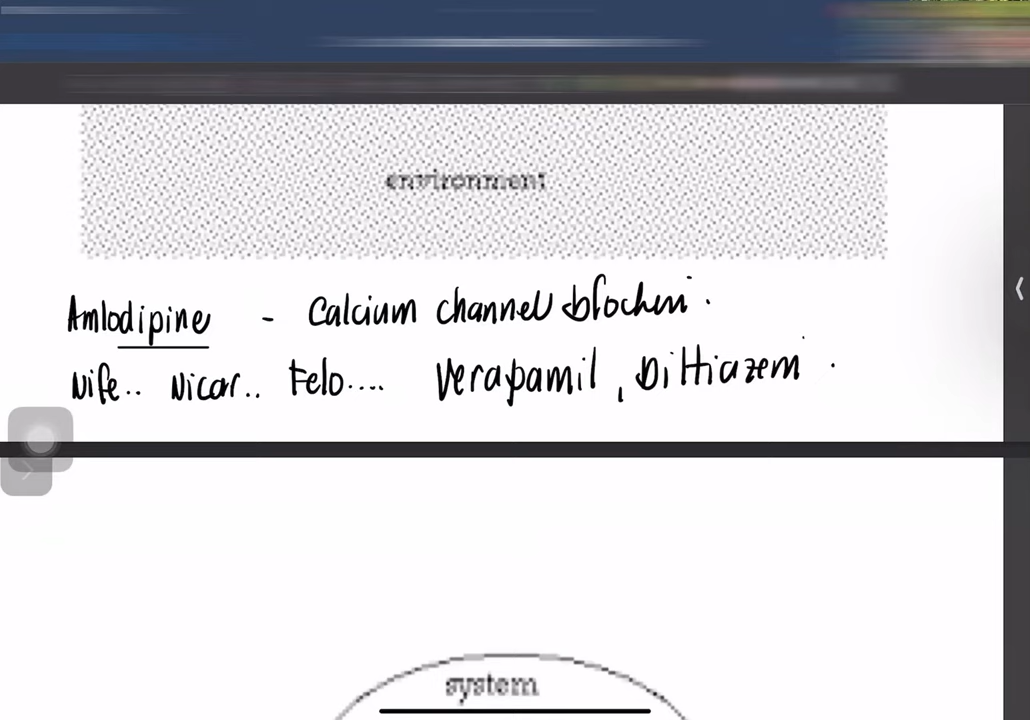 environment
Amlodipine - Calcium channel blocker.
Nife.. Nicar.. Felo.... Verapamil, Diltiazem.
system